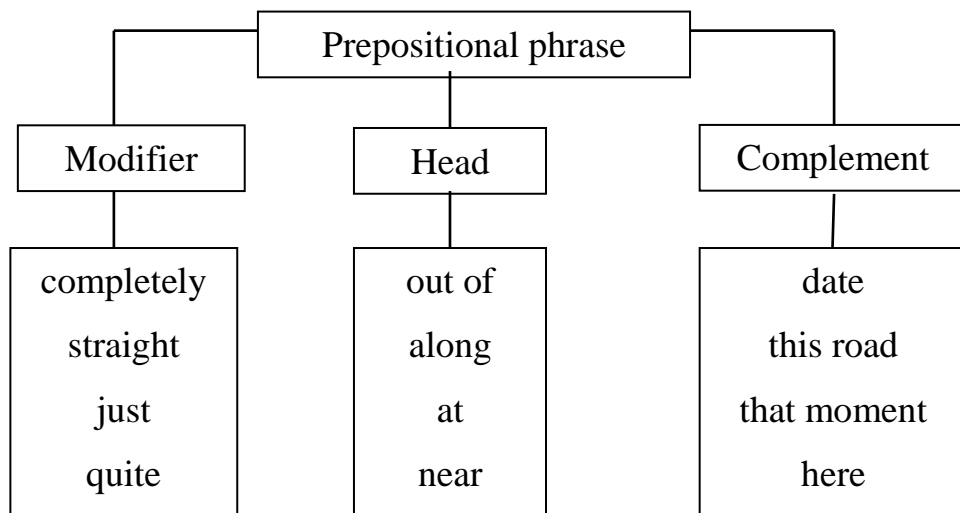 Prepositional phrase
Modifier Head Complement
completely out of date
straight along this road
just at that moment
quite near here